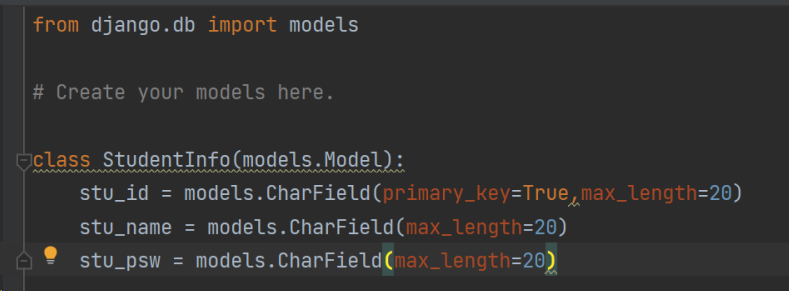 from django.db import models
# Create your models here.
class StudentInfo(models.Model):
stu_id = models.CharField(primary_key=True,max_length=20)
stu_name = models.CharField(max_length=20)
stu_psw = models.CharField(max_length=20)